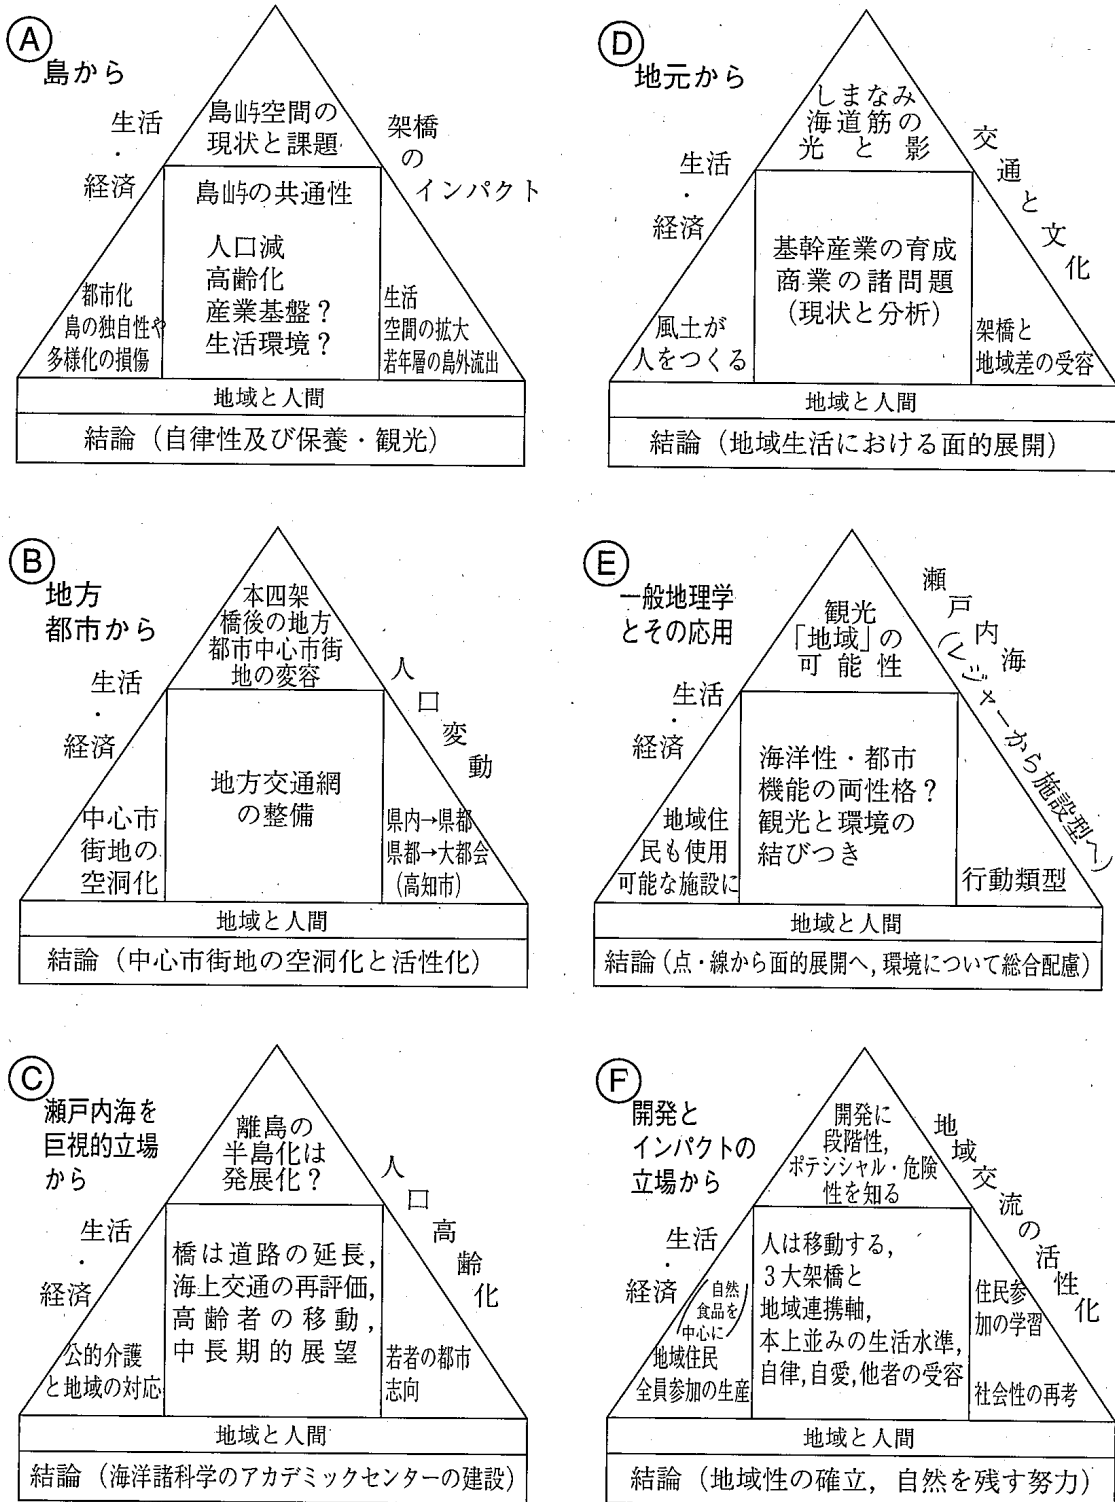 A
島から
生活
・
経済
島嶼空間の
現状と課題
架橋
の
インパクト
島嶼の共通性
人口減
高齢化
産業基盤？
生活環境？
都市化
島の独自性や
多様化の損傷
生活
空間の拡大
若年層の島外流出
地域と人間
結論（自律性及び保養・観光）
B
地方
都市から
生活
・
経済
本四架
橋後の地方
都市中心市街
地の変容
人口変動
地方交通網
の整備
中心市
街地の
空洞化
県内→県都
県都→大都会
（高知市）
地域と人間
結論（中心市街地の空洞化と活性化）
C
瀬戸内海を
巨視的立場
から
生活
・
経済
離島の
半島化は
発展化？
人口高齢化
橋は道路の延長，
海上交通の再評価，
高齢者の移動，
中長期的展望
公的介護
と地域の対応
若者の都市
志向
地域と人間
結論（海洋諸科学のアカデミックセンターの建設）
D
地元から
生活
・
経済
しまなみ
海道筋の
光と影
交通と文化
基幹産業の育成
商業の諸問題
（現状と分析）
風土が
人をつくる
架橋と
地域差の受容
地域と人間
結論（地域生活における面的展開）
E
一般地理学
とその応用
生活
・
経済
観光
「地域」の
可能性
瀬戸内海
（レジャーから施設型へ）
海洋性・都市
機能の両性格？
観光と環境の
結びつき
地域住
民も使用
可能な施設に
行動類型
地域と人間
結論（点・線から面的展開へ，環境について総合配慮）
F
開発と
インパクトの
立場から
生活
・
経済
開発に
段階性，
ポテンシャル・危険
性を知る
地域交流の活性化
人は移動する，
3大架橋と
地域連携軸，
本土並みの生活水準，
自律，自愛，他者の受容
（自然
食品を
中心に）
地域住民
全員参加の生産
住民参
加の学習
社会性の再考
地域と人間
結論（地域性の確立，自然を残す努力）